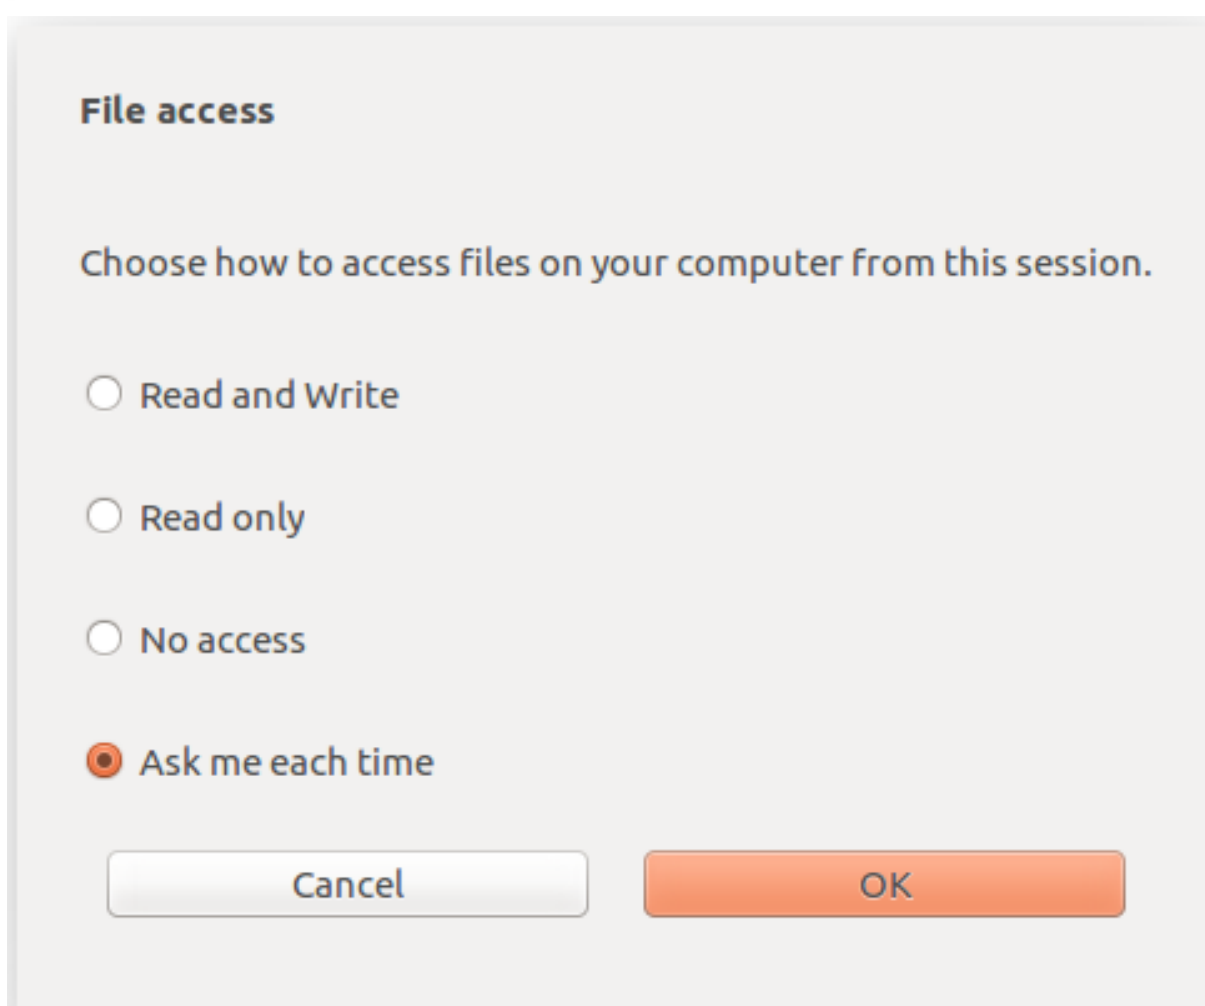 File access
Choose how to access files on your computer from this session.
Read and Write
Read only
No access
Ask me each time
Cancel OK